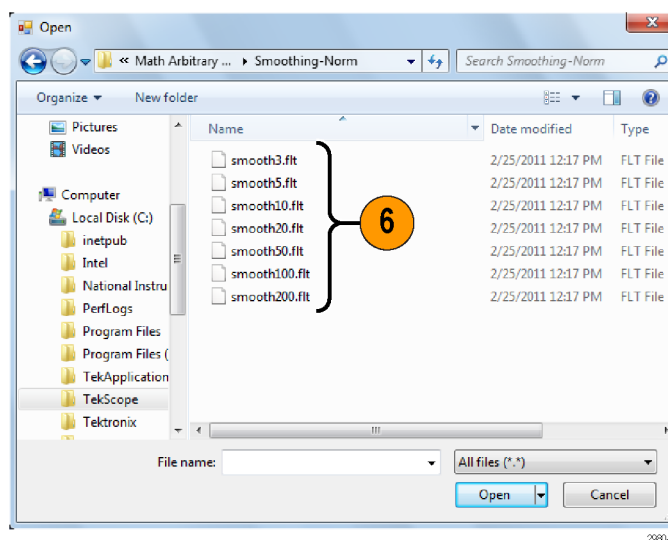 Open
« Math Arbitrary ... Smoothing-Norm
Search Smoothing-Norm
Organize
New folder
Pictures
Videos
Computer
Local Disk (C:)
inetpub
Intel
National Instru
PerfLogs
Program Files
Program Files (
TekApplication
TekScope
Tektronix
Name Date modified Type
smooth3.flt 2/25/2011 12:17 PM FLT File
smooth5.flt 2/25/2011 12:17 PM FLT File
smooth10.flt 2/25/2011 12:17 PM FLT File
smooth20.flt 2/25/2011 12:17 PM FLT File
smooth50.flt 2/25/2011 12:17 PM FLT File
smooth100.flt 2/25/2011 12:17 PM FLT File
smooth200.flt 2/25/2011 12:17 PM FLT File
6
File name:
All files (*.*)
Open
Cancel